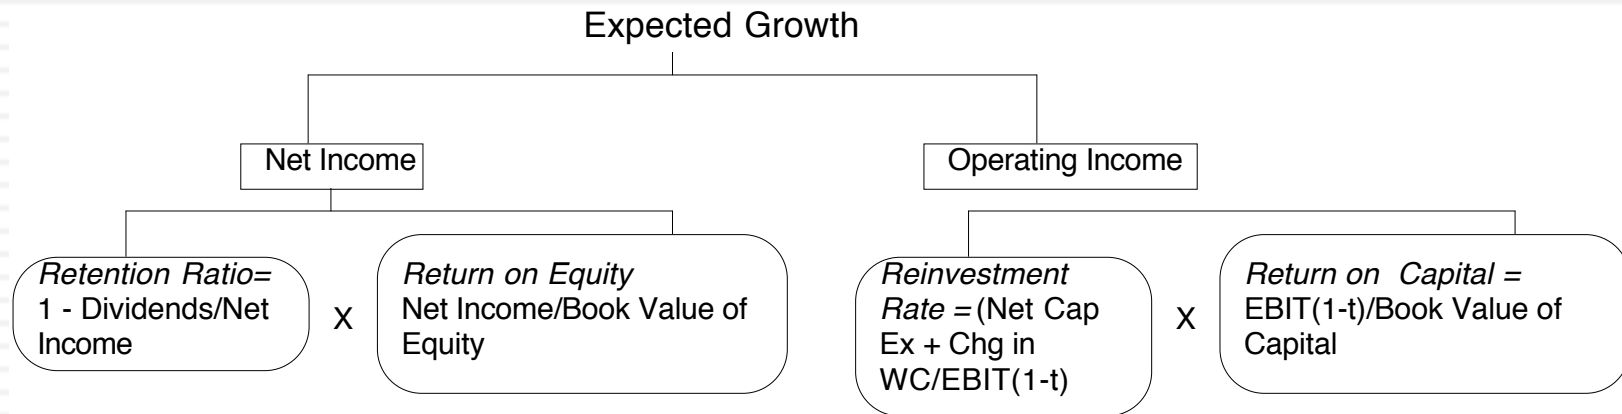 Expected Growth
Net Income
Operating Income
Retention Ratio=
1 - Dividends/Net
Income
X
Return on Equity
Net Income/Book Value of
Equity
Reinvestment
Rate = (Net Cap
Ex + Chg in
WC/EBIT(1-t)
X
Return on Capital =
EBIT(1-t)/Book Value of
Capital